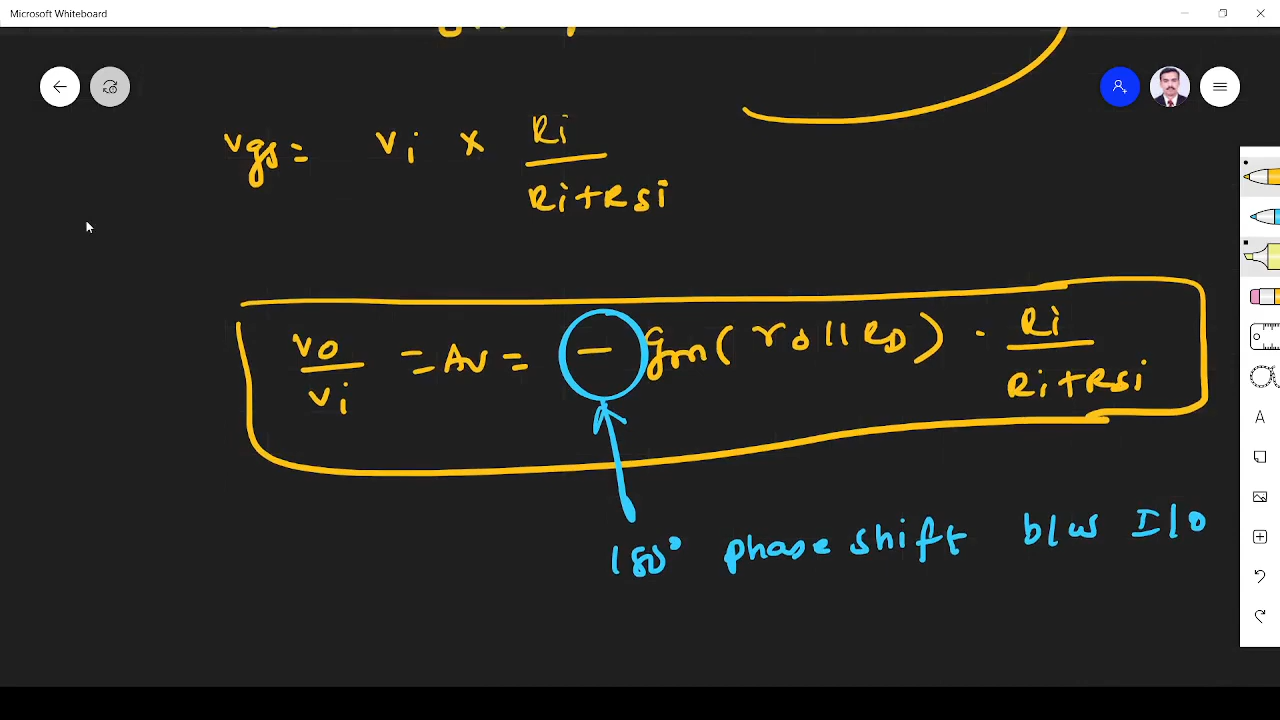 Microsoft Whiteboard
vgs = vi x Ri / Ri+Rsi
vo / vi = Av = - gm( ro || RD ) . Ri / Ri+Rsi
180° phase shift b/w I/O
A